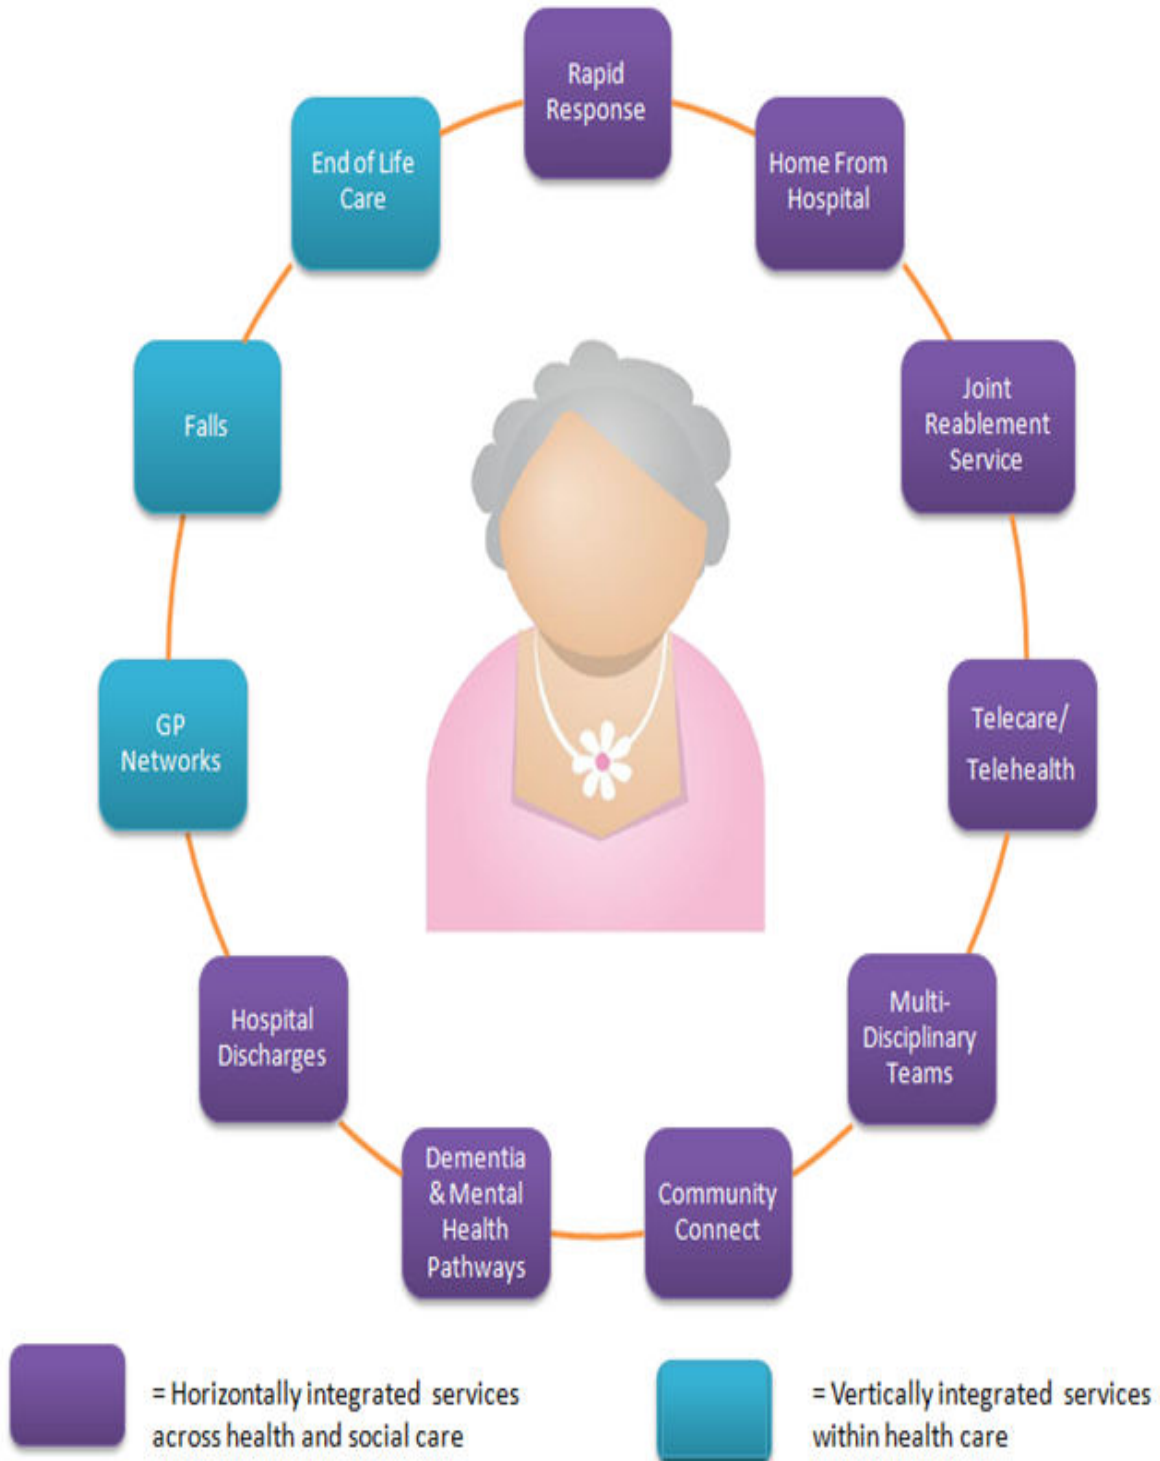 Rapid
Response
Home From
Hospital
Joint
Reablement
Service
Telecare/
Telehealth
Multi-
Disciplinary
Teams
Community
Connect
Dementia
& Mental
Health
Pathways
Hospital
Discharges
GP
Networks
Falls
End of Life
Care
= Horizontally integrated services
across health and social care
= Vertically integrated services
within health care